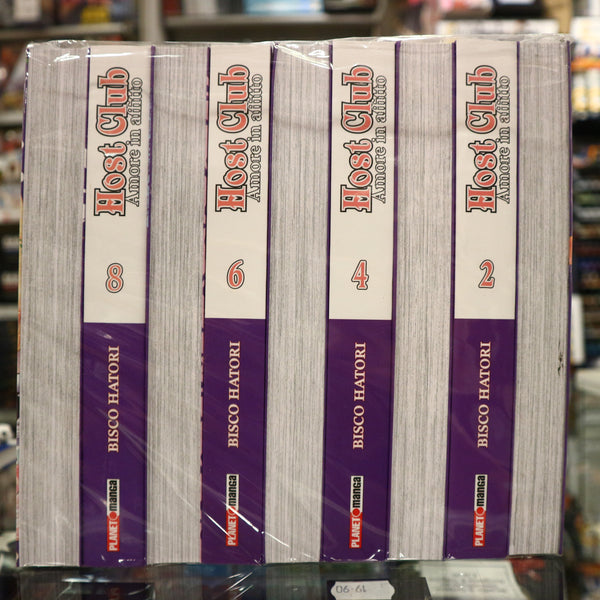 Host Club
Amore in affitto
8
BISCO HATORI
PLANET manga
Host Club
Amore in affitto
6
BISCO HATORI
PLANET manga
Host Club
Amore in affitto
4
BISCO HATORI
PLANET manga
Host Club
Amore in affitto
2
BISCO HATORI
PLANET manga
19-90